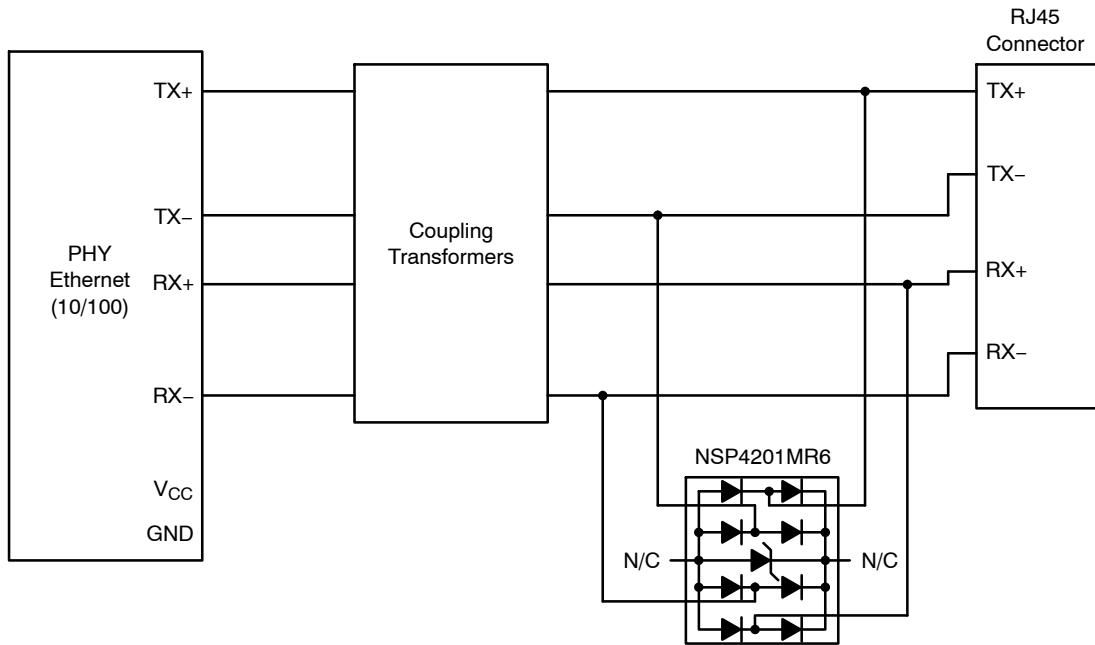 RJ45
Connector
TX+
TX−
RX+
RX−
PHY
Ethernet
(10/100)
VCC
GND
Coupling
Transformers
TX+
TX−
RX+
RX−
NSP4201MR6
N/C
N/C